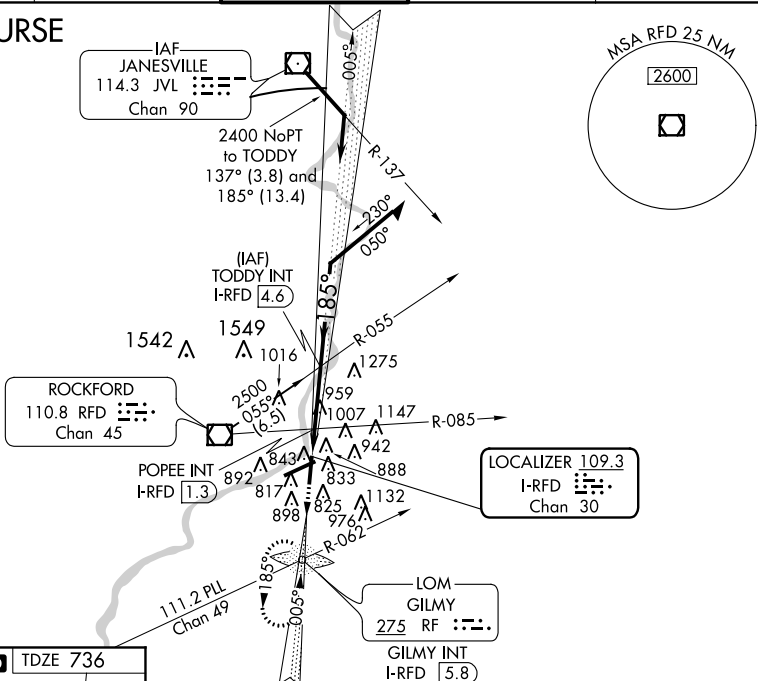 URSE
IAF
JANESVILLE
114.3 JVL
Chan 90
005°
MSA RFD 25 NM
2600
2400 NoPT
to TODDY
137° (3.8) and
185° (13.4)
R-137
230°
050°
(IAF)
TODDY INT
I-RFD 4.6
185°
R-055
1542
1549
1016
1275
ROCKFORD
110.8 RFD
Chan 45
2500
055°
(6.5)
959
1007
1147
R-085
POPEE INT
I-RFD 1.3
892
843
942
833
888
817
898
825
1132
976
LOCALIZER 109.3
I-RFD
Chan 30
R-062
185°
005°
111.2 PLL
Chan 49
LOM
GILMY
275 RF
GILMY INT
I-RFD 5.8
TDZE 736